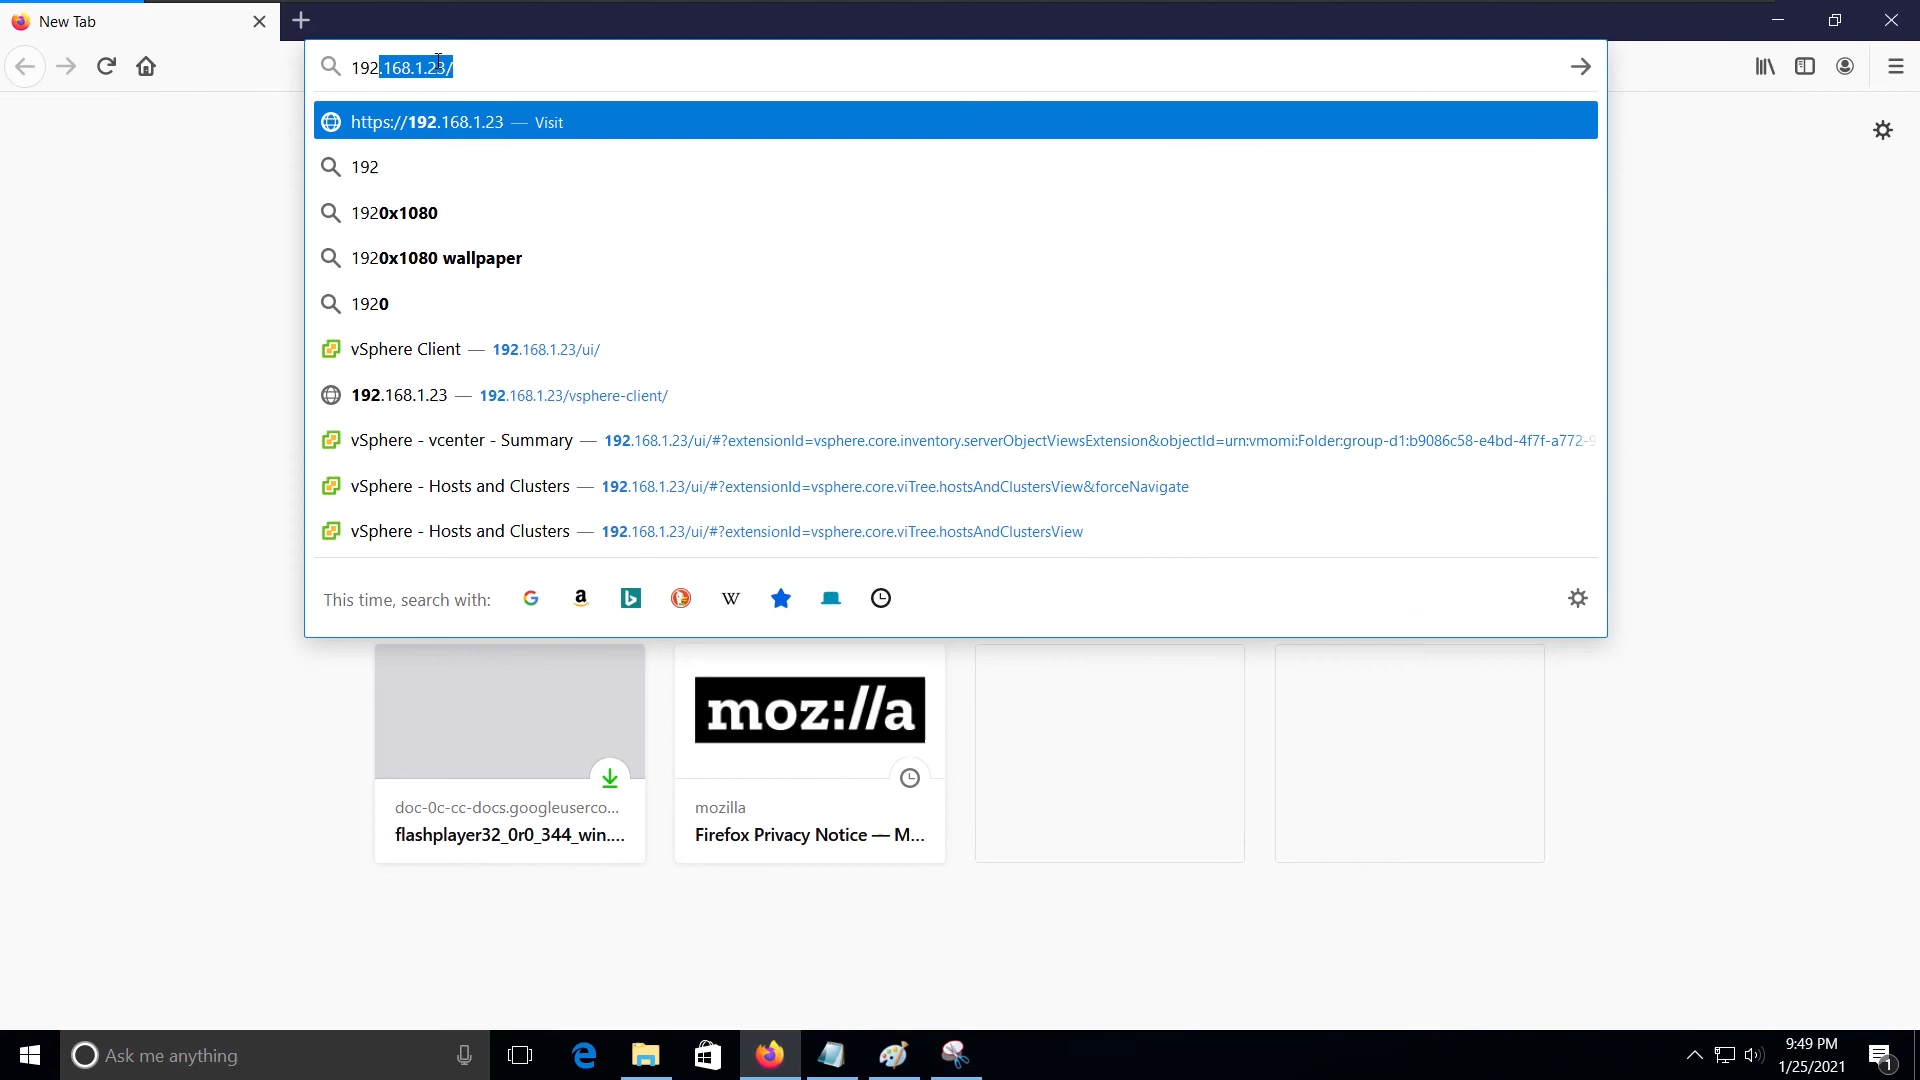 New Tab
192.168.1.23/
https://192.168.1.23 — Visit
192
1920x1080
1920x1080 wallpaper
1920
vSphere Client — 192.168.1.23/ui/
192.168.1.23 — 192.168.1.23/vsphere-client/
vSphere - vcenter - Summary — 192.168.1.23/ui/#?extensionId=vsphere.core.inventory.serverObjectViewsExtension&objectId=urn:vmomi:Folder:group-d1:b9086c58-e4bd-4f7f-a772-9
vSphere - Hosts and Clusters — 192.168.1.23/ui/#?extensionId=vsphere.core.viTree.hostsAndClustersView&forceNavigate
vSphere - Hosts and Clusters — 192.168.1.23/ui/#?extensionId=vsphere.core.viTree.hostsAndClustersView
This time, search with:
moz://a
doc-0c-cc-docs.googleuserco...
flashplayer32_0r0_344_win....
mozilla
Firefox Privacy Notice — M...
Ask me anything
9:49 PM
1/25/2021
1